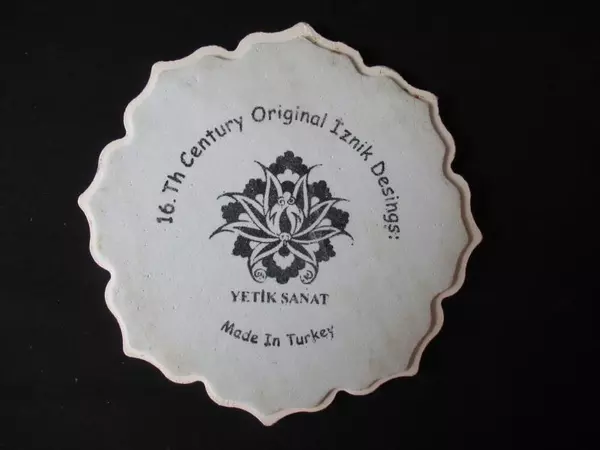 16. Th Century Original İznik Desings:
YETİK SANAT
Made In Turkey